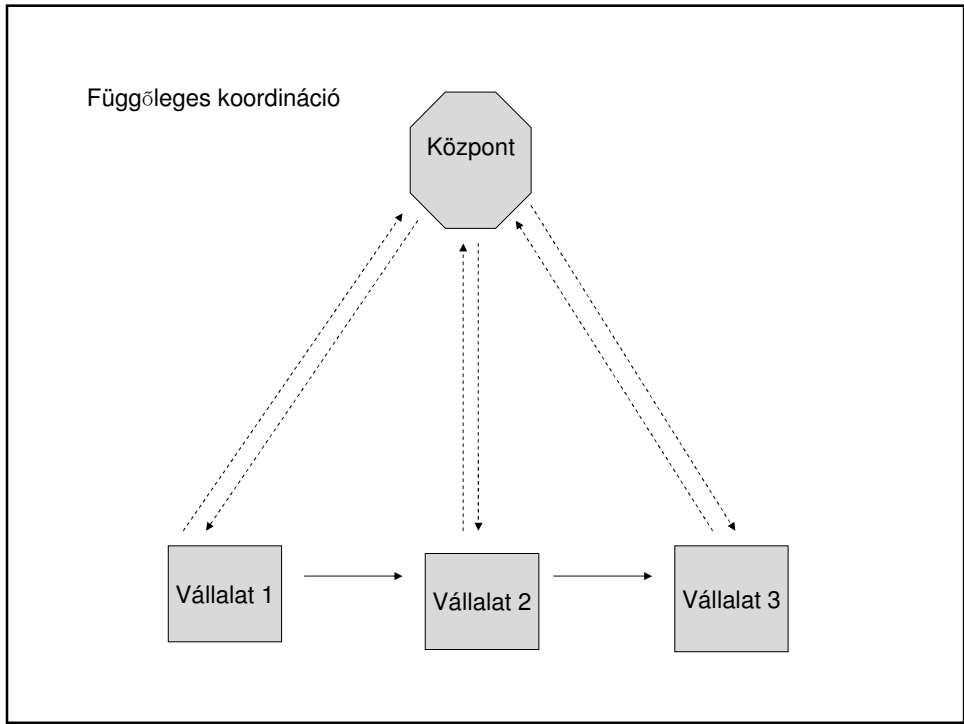 Függőleges koordináció
Központ
Vállalat 1
Vállalat 2
Vállalat 3